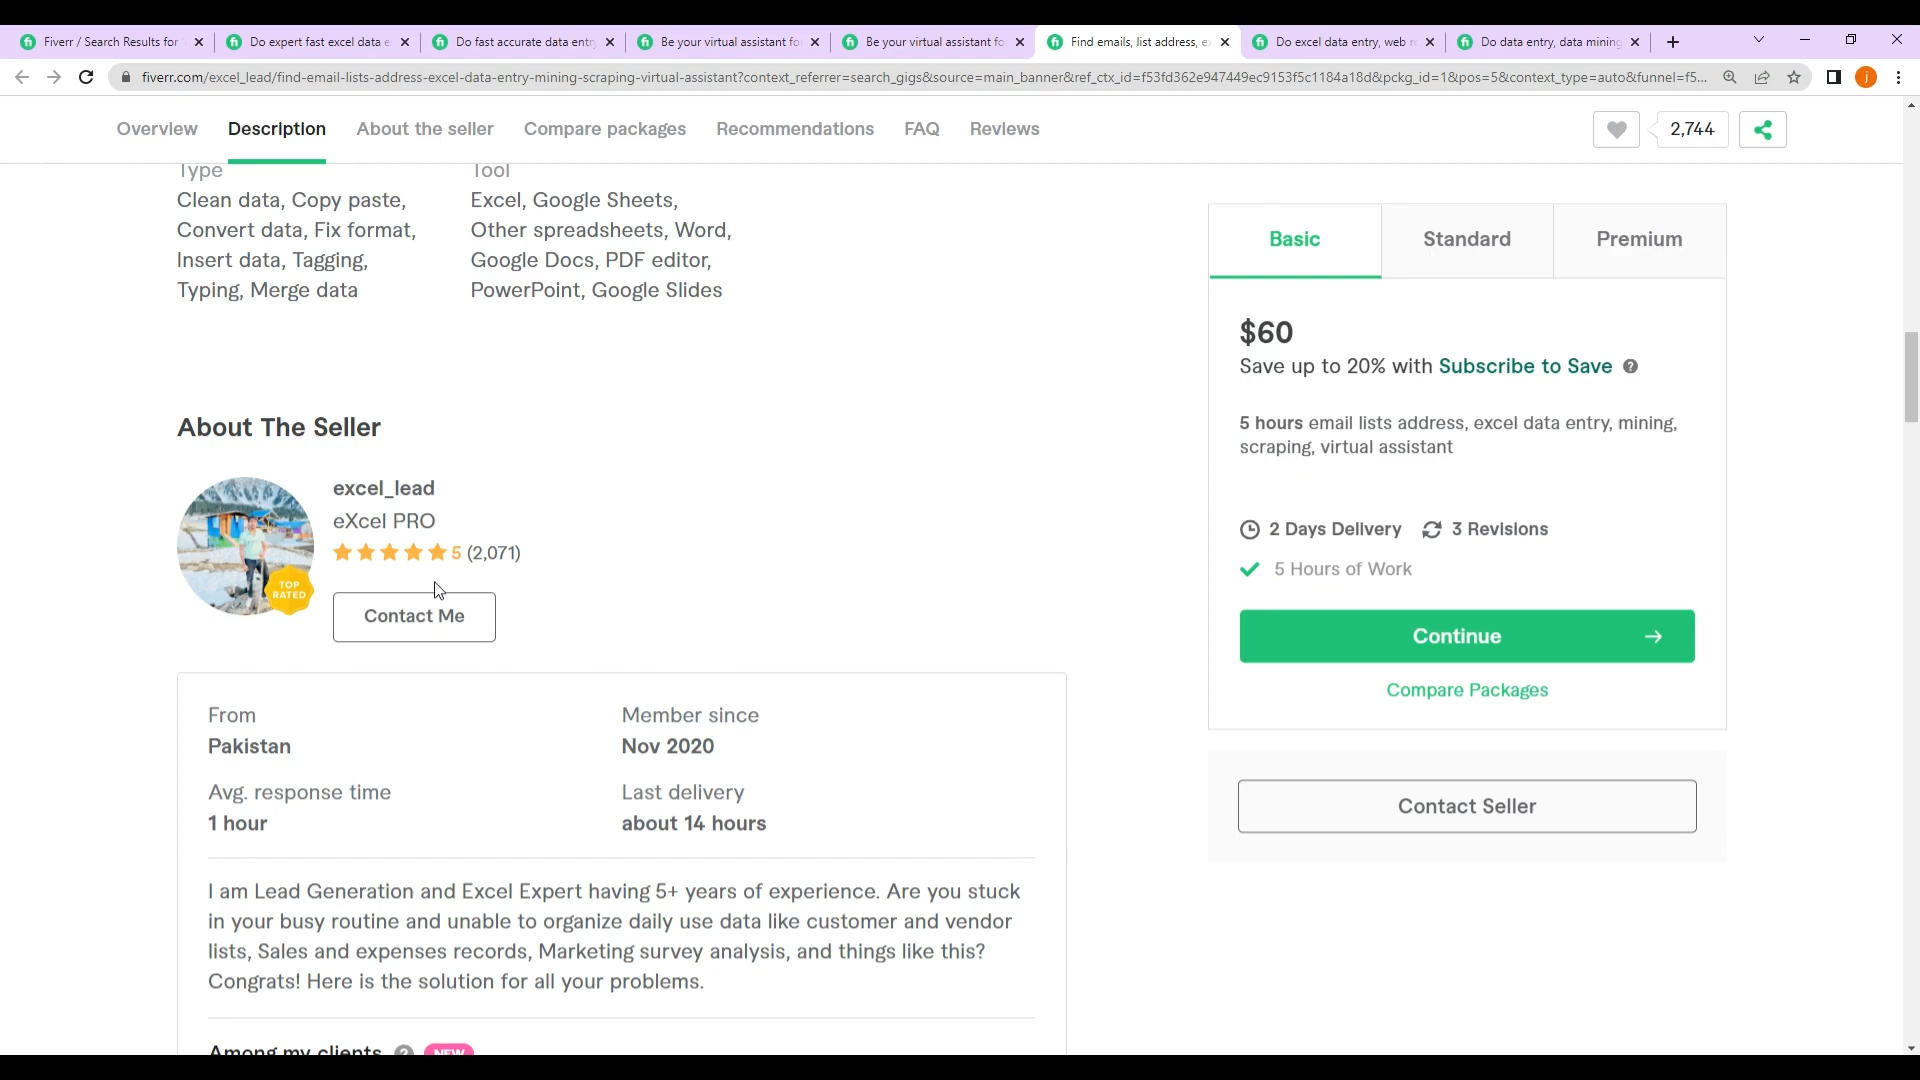 Fiverr / Search Results for
Do expert fast excel data e
Do fast accurate data entry
Be your virtual assistant fo
Be your virtual assistant fo
Find emails, list address, e
Do excel data entry, web r
Do data entry, data mining
fiverr.com/excel_lead/find-email-lists-address-excel-data-entry-mining-scraping-virtual-assistant?context_referrer=search_gigs&source=main_banner&ref_ctx_id=f53fd362e947449ec9153f5c1184a18d&pckg_id=1&pos=5&context_type=auto&funnel=f5...
j
Overview Description About the seller Compare packages Recommendations FAQ Reviews
2,744
Type
Clean data, Copy paste,
Convert data, Fix format,
Insert data, Tagging,
Typing, Merge data
Tool
Excel, Google Sheets,
Other spreadsheets, Word,
Google Docs, PDF editor,
PowerPoint, Google Slides
About The Seller
TOP
RATED
excel_lead
eXcel PRO
5 (2,071)
Contact Me
From
Pakistan
Member since
Nov 2020
Avg. response time
1 hour
Last delivery
about 14 hours
I am Lead Generation and Excel Expert having 5+ years of experience. Are you stuck
in your busy routine and unable to organize daily use data like customer and vendor
lists, Sales and expenses records, Marketing survey analysis, and things like this?
Congrats! Here is the solution for all your problems.
Among my clients ? NEW
Basic Standard Premium
$60
Save up to 20% with Subscribe to Save ?
5 hours email lists address, excel data entry, mining,
scraping, virtual assistant
2 Days Delivery 3 Revisions
5 Hours of Work
Continue
Compare Packages
Contact Seller